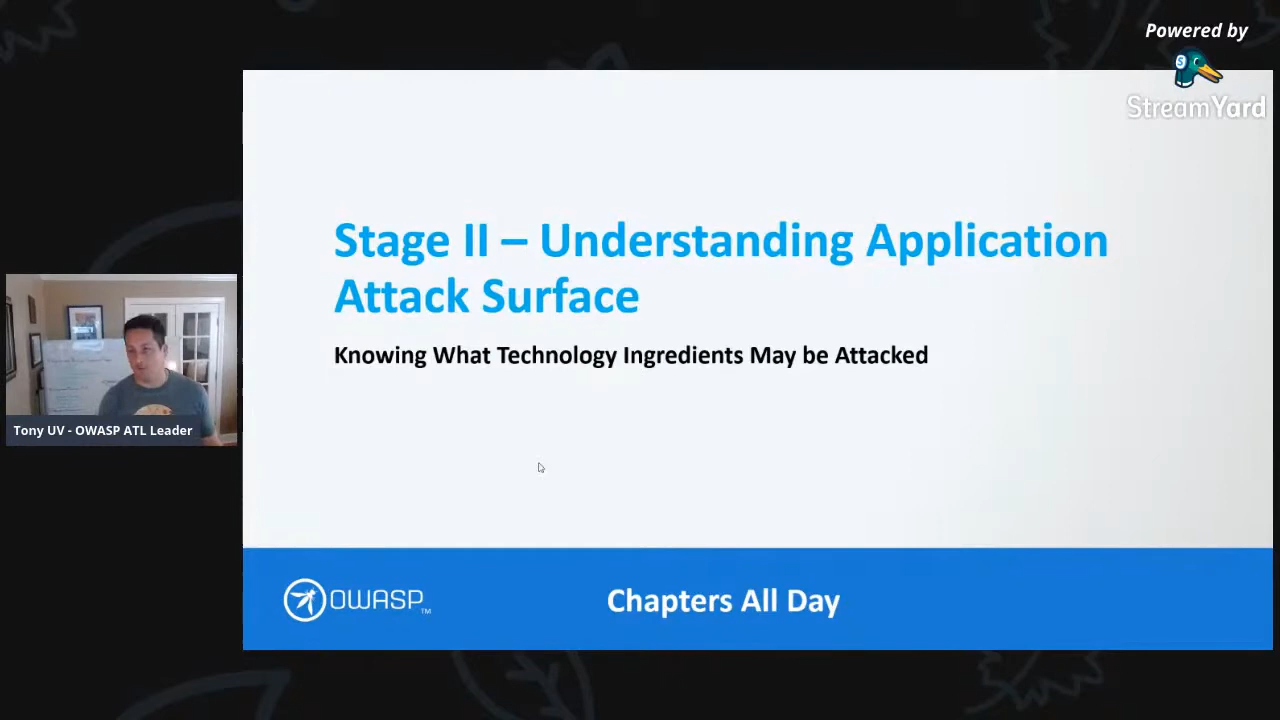 Powered by
StreamYard
Stage II – Understanding Application
Attack Surface
Knowing What Technology Ingredients May be Attacked
Tony UV - OWASP ATL Leader
OWASP TM
Chapters All Day